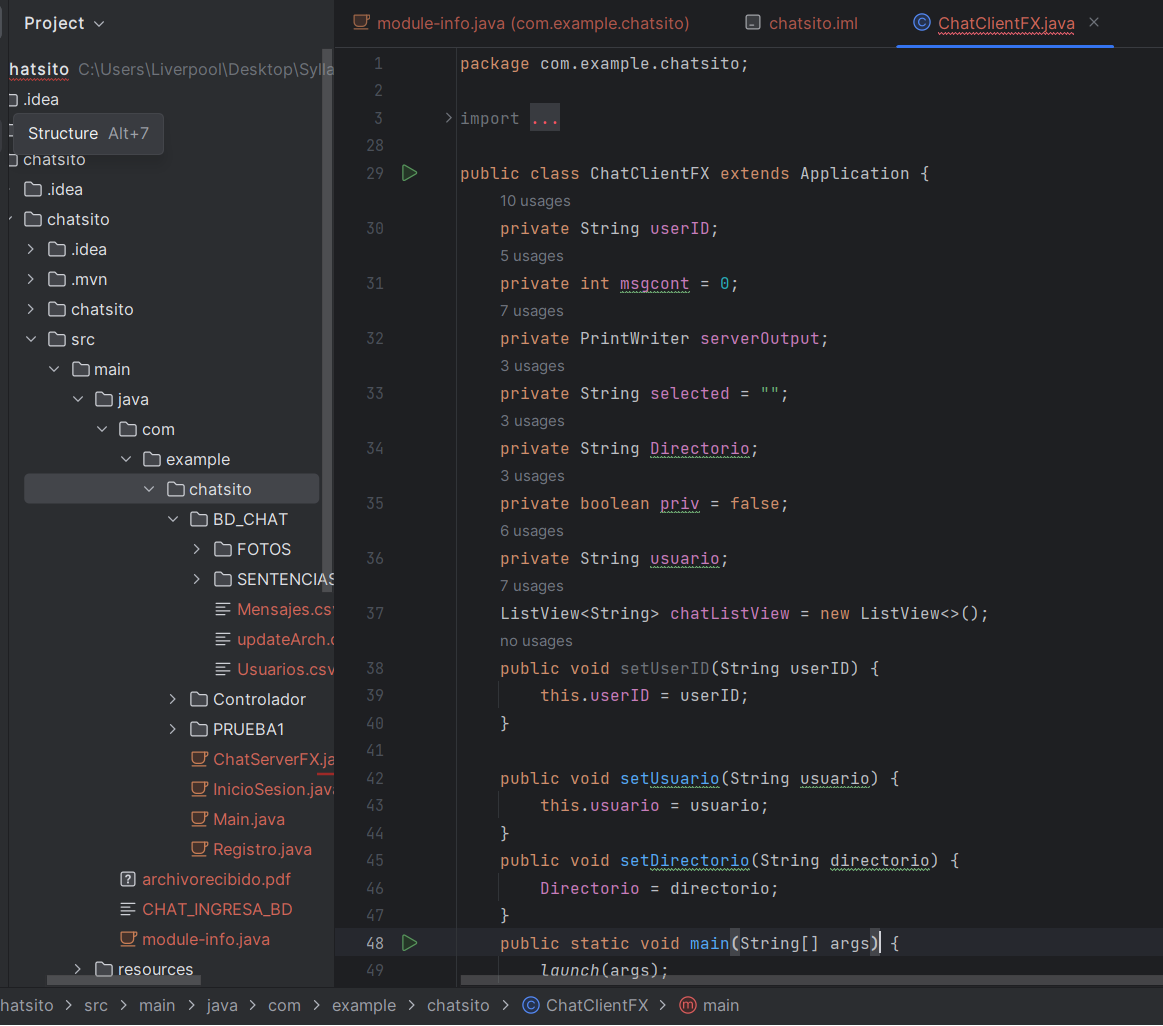 Project
module-info.java (com.example.chatsito)
chatsito.iml
ChatClientFX.java
hatsito C:\Users\Liverpool\Desktop\Sylla
.idea
Structure Alt+7
chatsito
.idea
chatsito
.idea
.mvn
chatsito
src
main
java
com
example
chatsito
BD_CHAT
FOTOS
SENTENCIAS
Mensajes.csv
updateArch.c
Usuarios.csv
Controlador
PRUEBA1
ChatServerFX.ja
InicioSesion.java
Main.java
Registro.java
archivorecibido.pdf
CHAT_INGRESA_BD
module-info.java
resources
1 package com.example.chatsito;
2
3 import ...
28
29 public class ChatClientFX extends Application {
10 usages
30 private String userID;
5 usages
31 private int msgcont = 0;
7 usages
32 private PrintWriter serverOutput;
3 usages
33 private String selected = "";
3 usages
34 private String Directorio;
3 usages
35 private boolean priv = false;
6 usages
36 private String usuario;
7 usages
37 ListView<String> chatListView = new ListView<>();
no usages
38 public void setUserID(String userID) {
39 this.userID = userID;
40 }
41
42 public void setUsuario(String usuario) {
43 this.usuario = usuario;
44 }
45 public void setDirectorio(String directorio) {
46 Directorio = directorio;
47 }
48 public static void main(String[] args) {
49 launch(args);
hatsito > src > main > java > com > example > chatsito > ChatClientFX > main